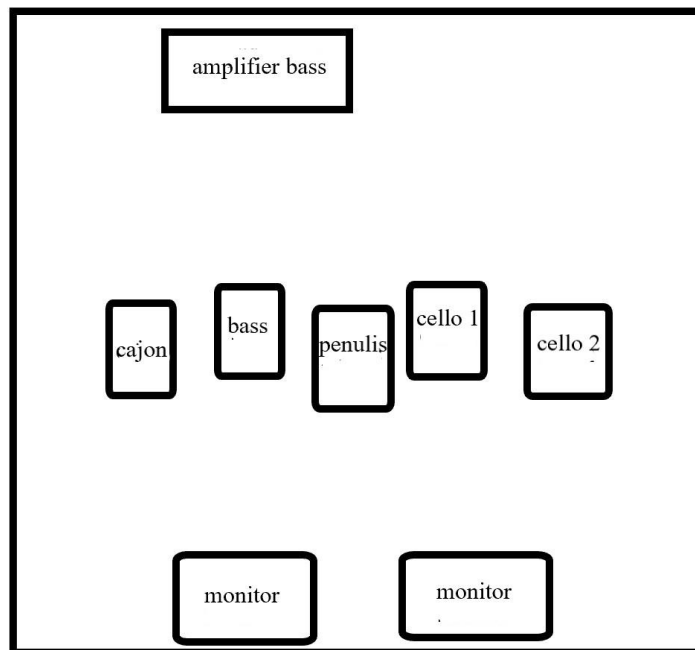 amplifier bass
cajon
bass
penulis
cello 1
cello 2
monitor
monitor